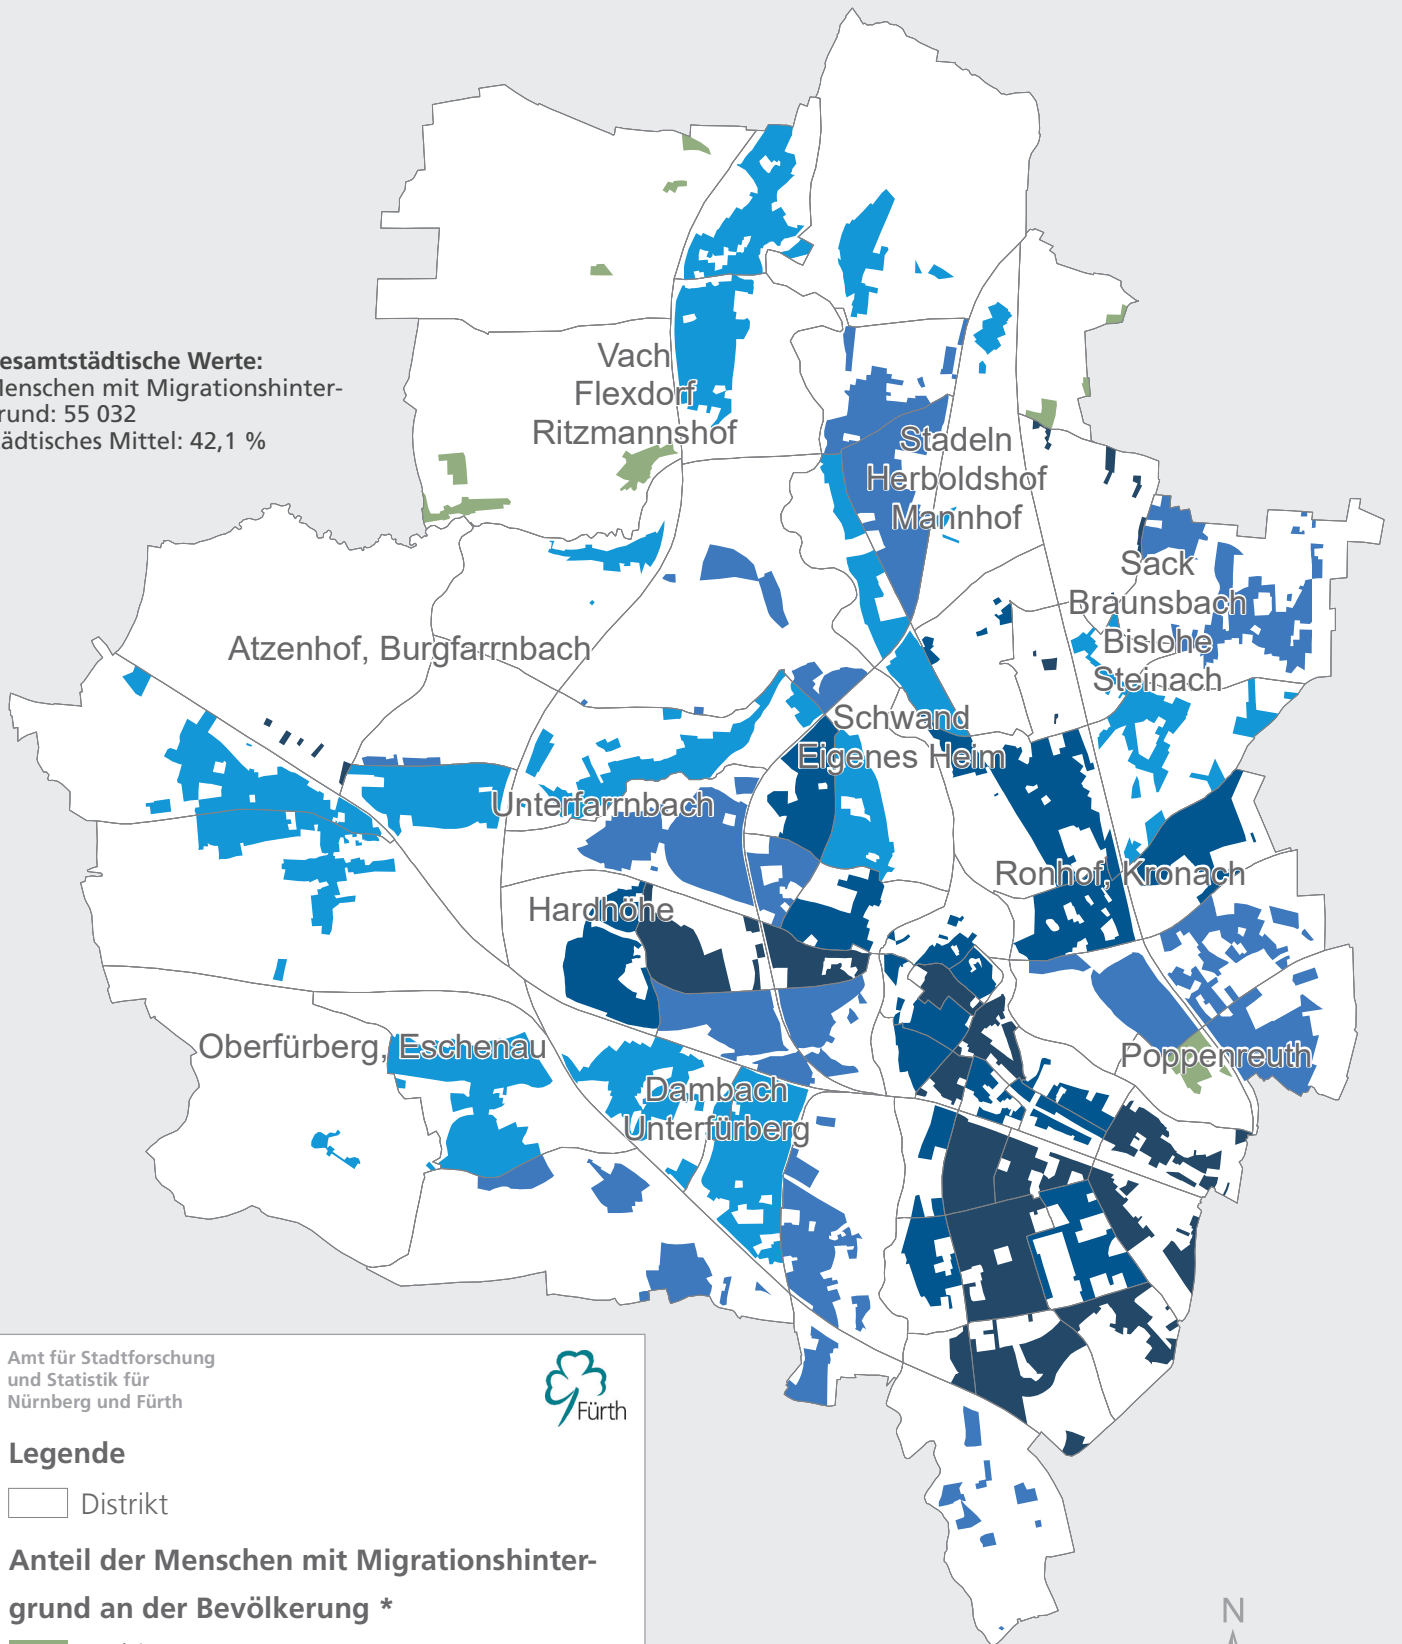 esamtstädtische Werte:
enschen mit Migrationshinter-
rund: 55 032
ädtisches Mittel: 42,1 %
Vach
Flexdorf
Ritzmannshof
Stadeln
Herboldshof
Mannhof
Sack
Braunsbach
Bislohe
Steinach
Atzenhof, Burgfarrnbach
Schwand
Eigenes Heim
Unterfarrnbach
Ronhof, Kronach
Hardhöhe
Oberfürberg, Eschenau
Poppenreuth
Dambach
Unterfürberg
Amt für Stadtforschung
und Statistik für
Nürnberg und Fürth
Fürth
Legende
Distrikt
Anteil der Menschen mit Migrationshinter-
grund an der Bevölkerung *
N